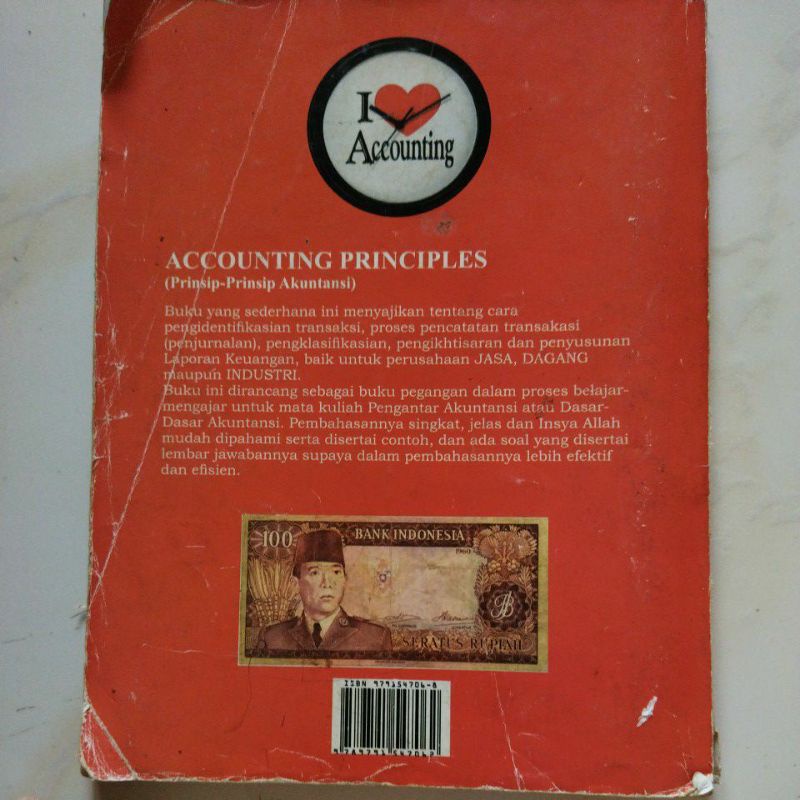 I
Accounting
ACCOUNTING PRINCIPLES
(Prinsip-Prinsip Akuntansi)
Buku yang sederhana ini menyajikan tentang cara
pengidentifikasian transaksi, proses pencatatan transakasi
(penjurnalan), pengklasifikasian, pengikhtisaran dan penyusunan
Laporan Keuangan, baik untuk perusahaan JASA, DAGANG
maupun INDUSTRI.
Buku ini dirancang sebagai buku pegangan dalam proses belajar-
mengajar untuk mata kuliah Pengantar Akuntansi atau Dasar-
Dasar Akuntansi. Pembahasannya singkat, jelas dan Insya Allah
mudah dipahami serta disertai contoh, dan ada soal yang disertai
lembar jawabannya supaya dalam pembahasannya lebih efektif
dan efisien.
100 BANK INDONESIA
1960
SERATUS RUPIAH
ISBN 979154706-8